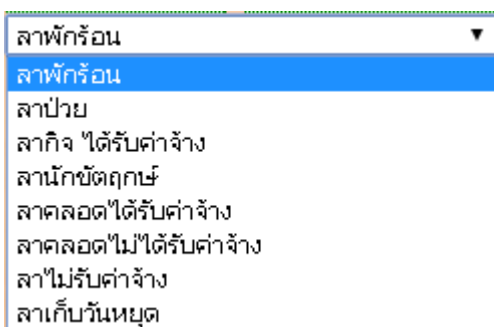 ลาพักร้อน
ลาพักร้อน
ลาป่วย
ลากิจ ได้รับค่าจ้าง
ลานักขัตฤกษ์
ลาคลอดได้รับค่าจ้าง
ลาคลอดไม่ได้รับค่าจ้าง
ลาไม่รับค่าจ้าง
ลาเก็บวันหยุด